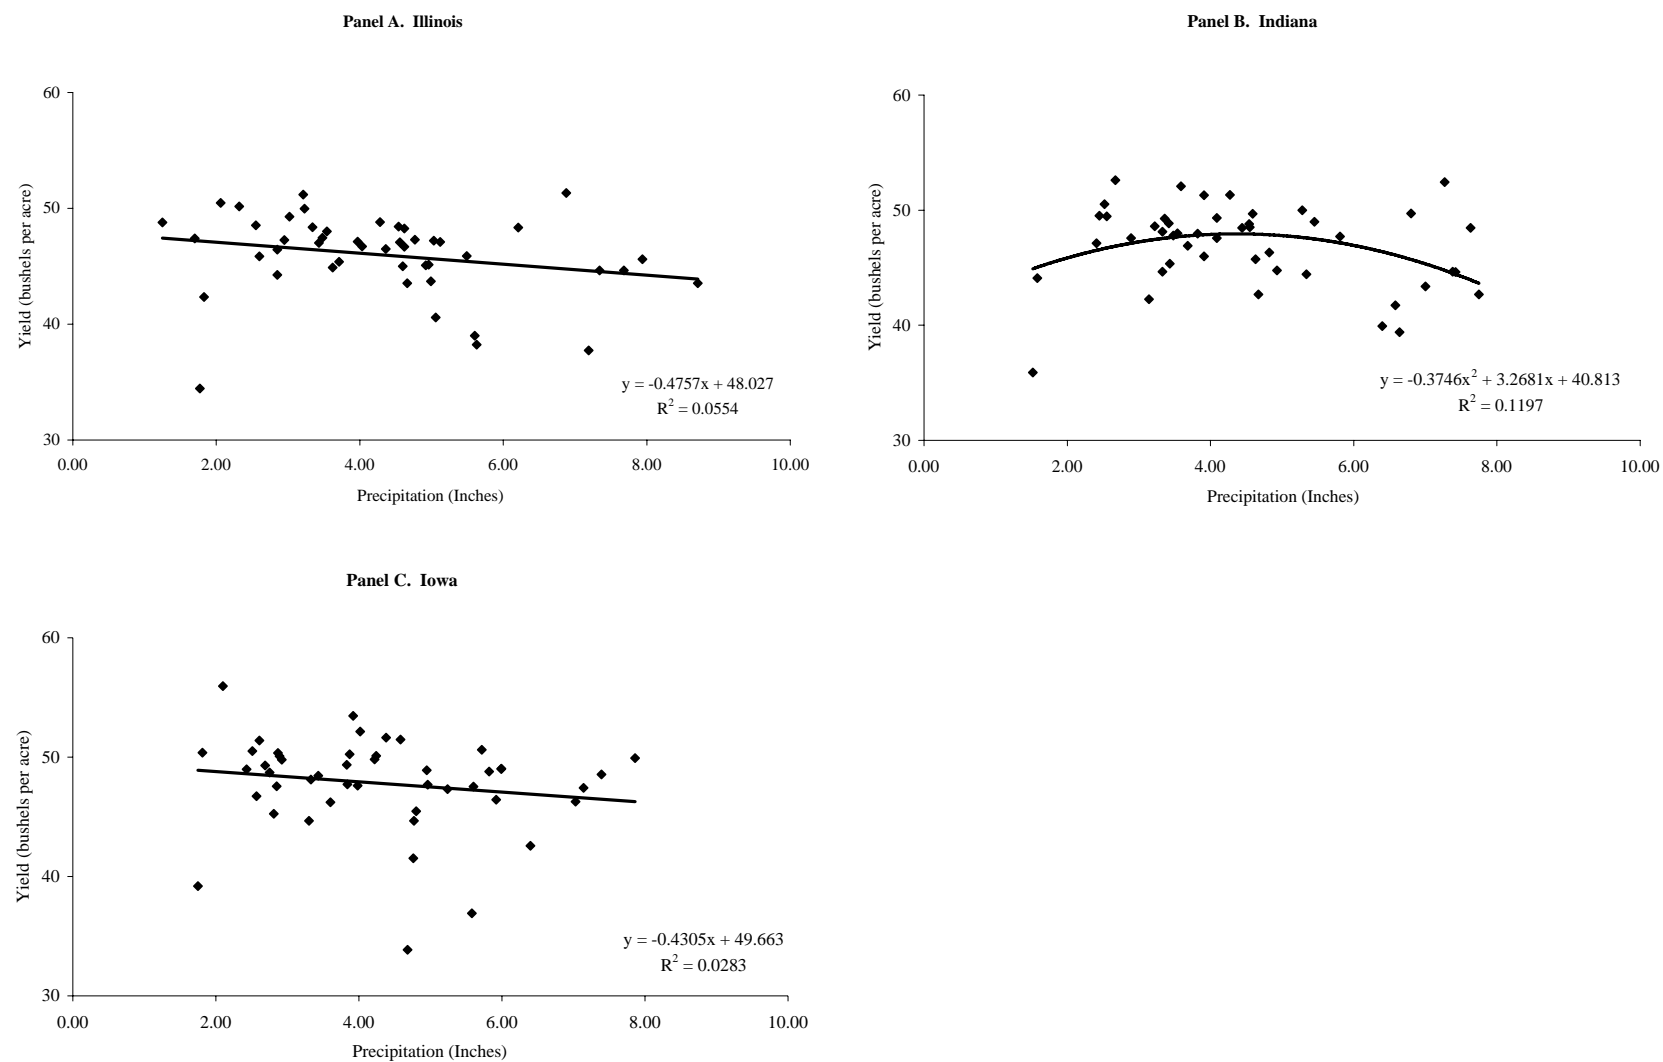 Panel A.  Illinois
60
50
40
30
0.00 2.00 4.00 6.00 8.00 10.00
Precipitation (Inches)
Yield (bushels per acre)
y = -0.4757x + 48.027
R² = 0.0554
Panel B.  Indiana
60
50
40
30
0.00 2.00 4.00 6.00 8.00 10.00
Precipitation (Inches)
Yield (bushels per acre)
y = -0.3746x² + 3.2681x + 40.813
R² = 0.1197
Panel C.  Iowa
60
50
40
30
0.00 2.00 4.00 6.00 8.00 10.00
Precipitation (Inches)
Yield (bushels per acre)
y = -0.4305x + 49.663
R² = 0.0283